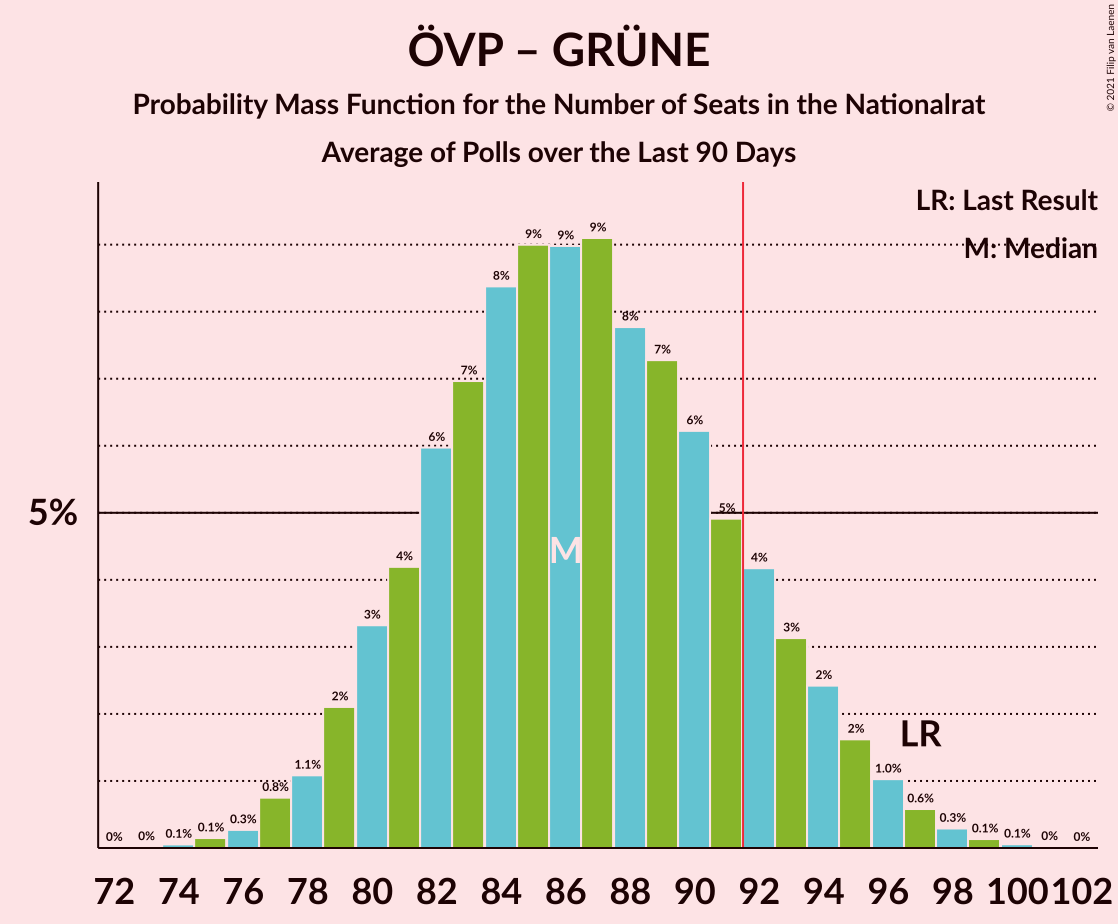 ÖVP – GRÜNE
Probability Mass Function for the Number of Seats in the Nationalrat
Average of Polls over the Last 90 Days
© 2021 Filip van Laenen
LR: Last Result
M: Median
5%
0% 0% 0.1% 0.1% 0.3% 0.8% 1.1% 2% 3% 4% 6% 7% 8% 9% 9% 9% 8% 7% 6% 5% 4% 3% 2% 2% 1.0% 0.6% 0.3% 0.1% 0.1% 0% 0%
M
LR
72 74 76 78 80 82 84 86 88 90 92 94 96 98 100 102